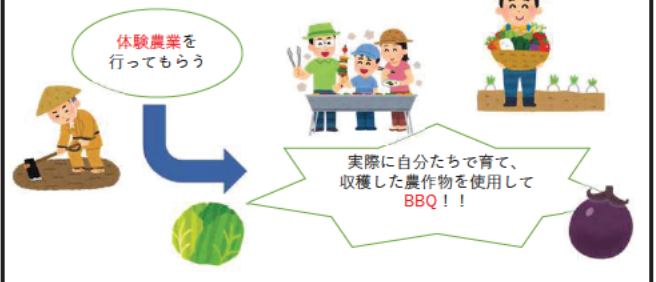 体験農業を
行ってもらう
実際に自分たちで育て、
収穫した農作物を使用して
BBQ！！